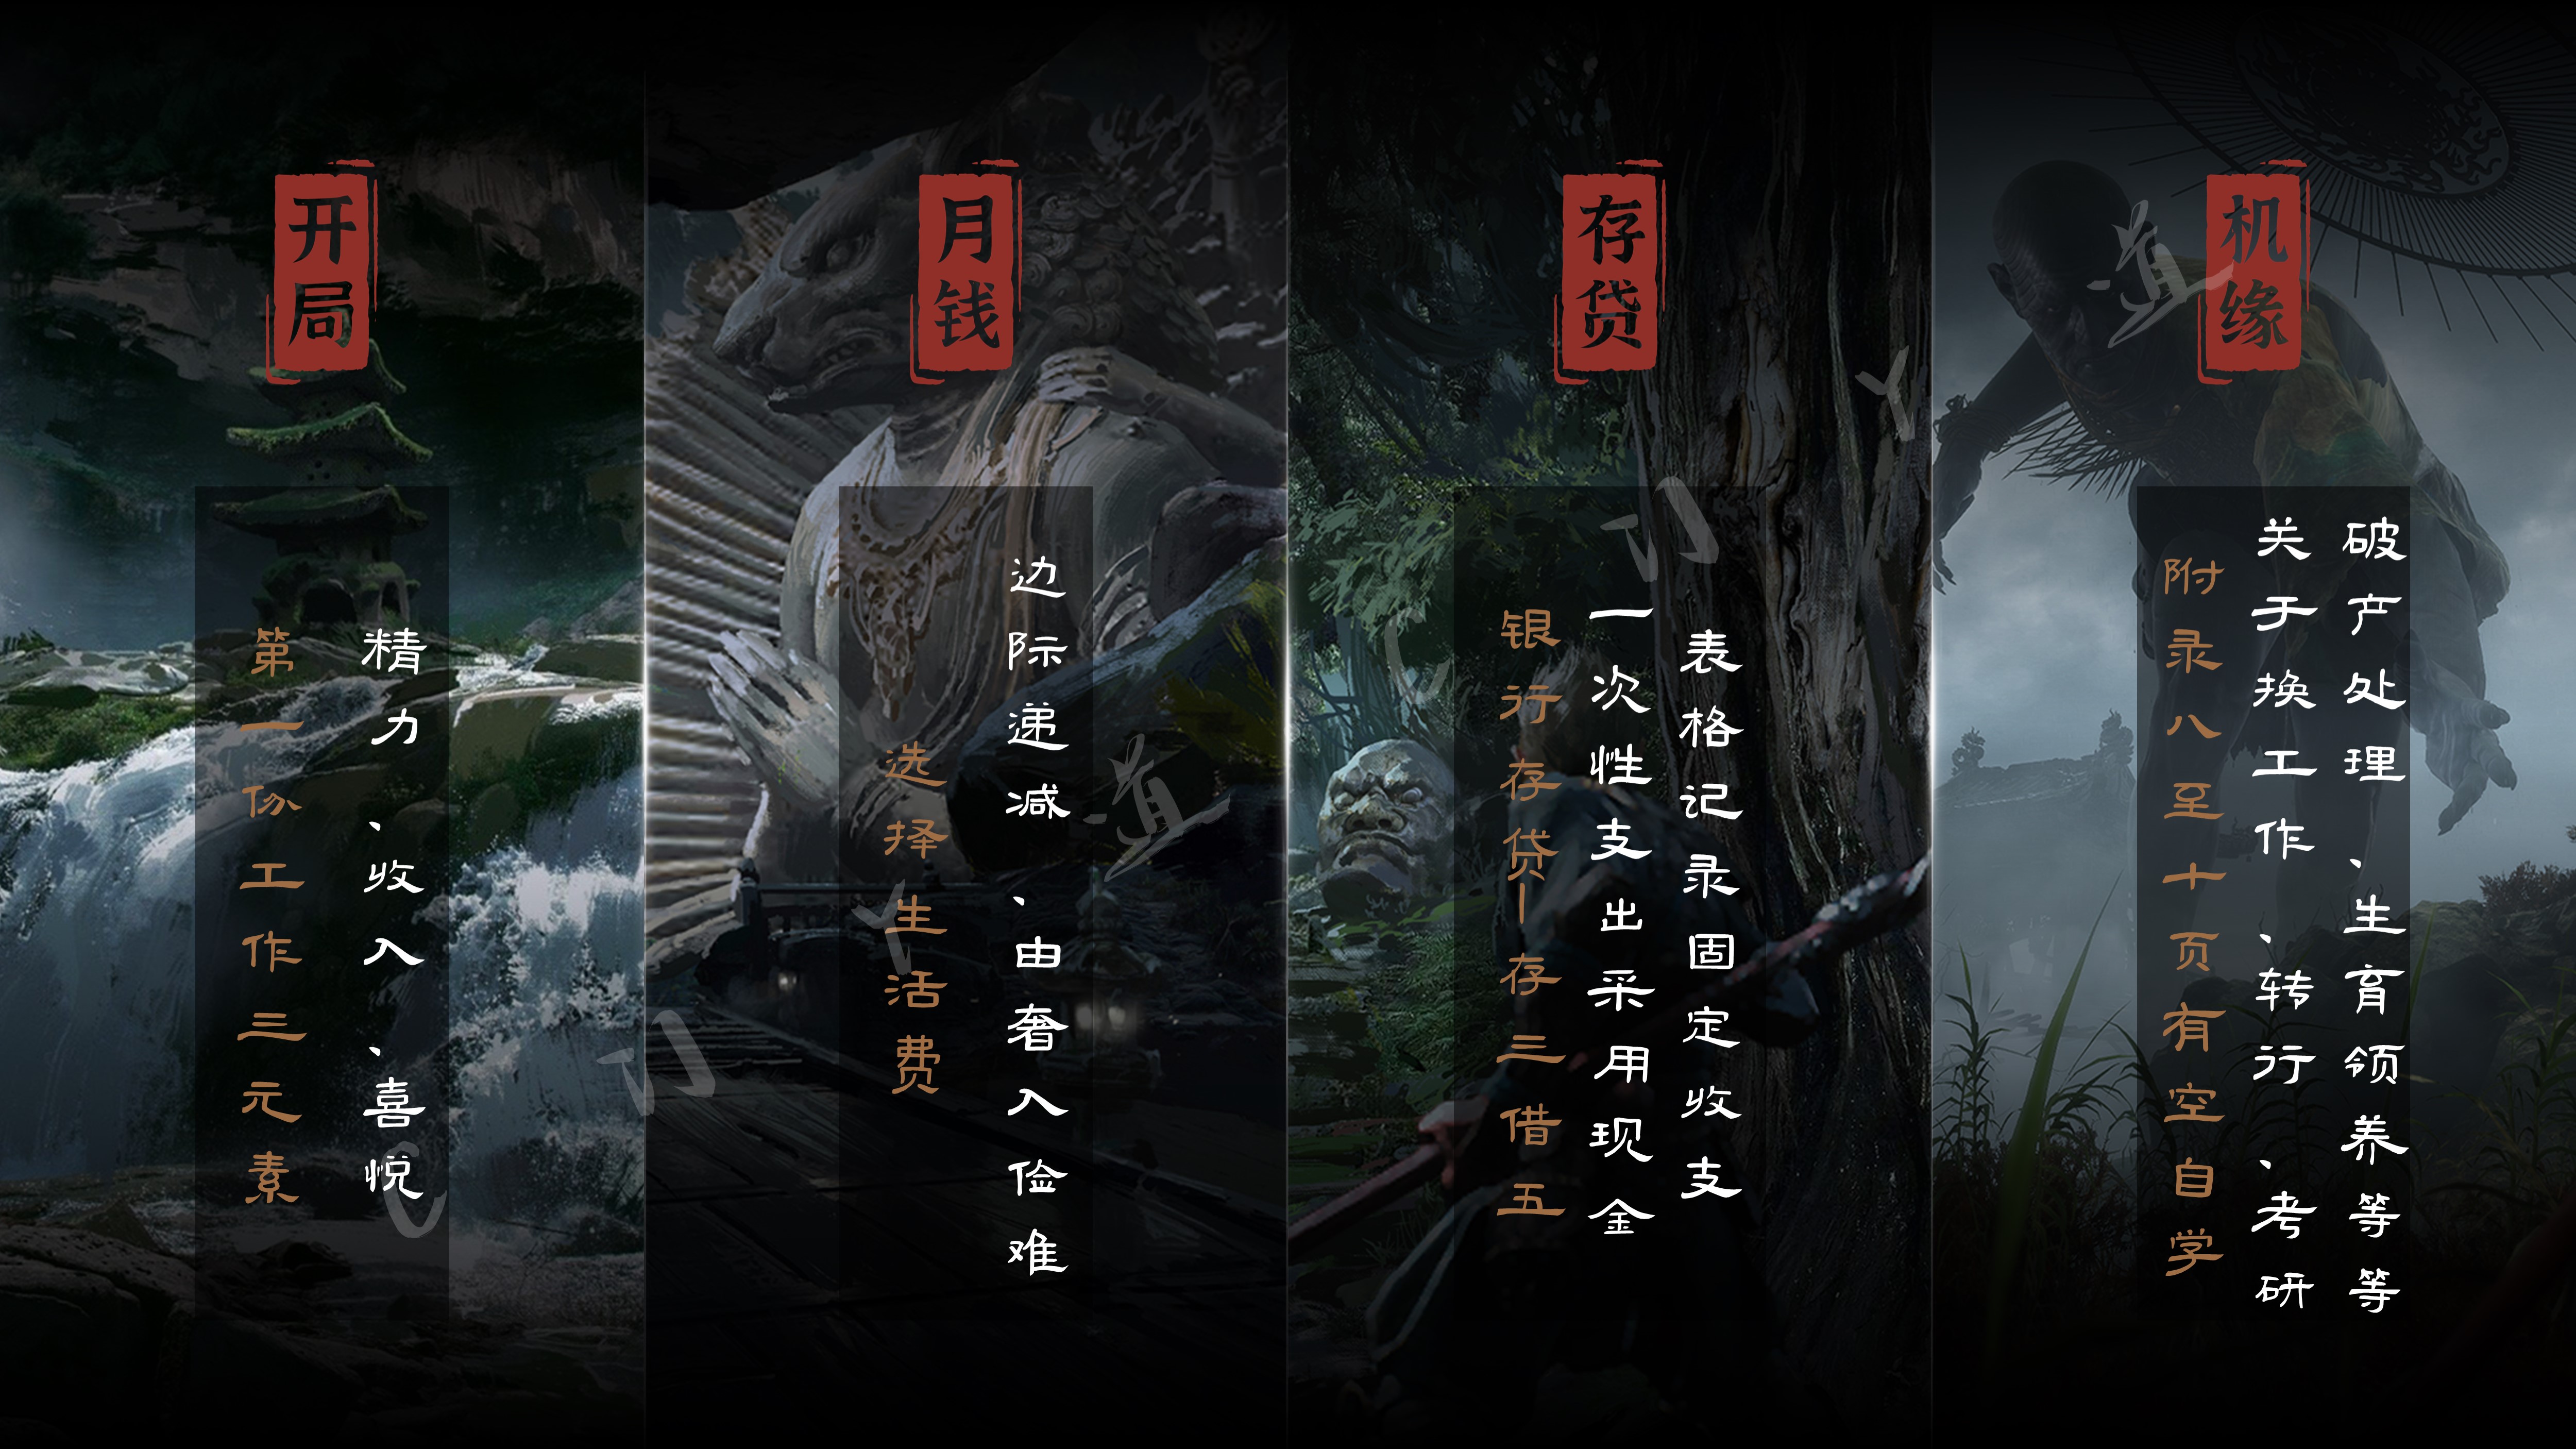 开局
精力、收入、喜悦
第一份工作三元素
月钱
边际递减、由奢入俭难
选择生活费
存贷
表格记录固定收支
一次性支出采用现金
银行存贷—存三借五
机缘
破产处理、生育领养等等
关于换工作、转行、考研
附录八至十页有空自学